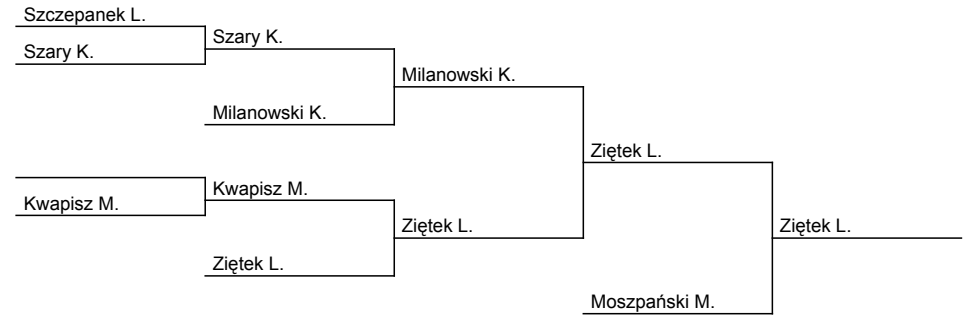 Szczepanek L.
Szary K.
Szary K.
Milanowski K.
Milanowski K.
Ziętek L.
Kwapisz M.
Kwapisz M.
Ziętek L.
Ziętek L.
Ziętek L.
Moszpański M.